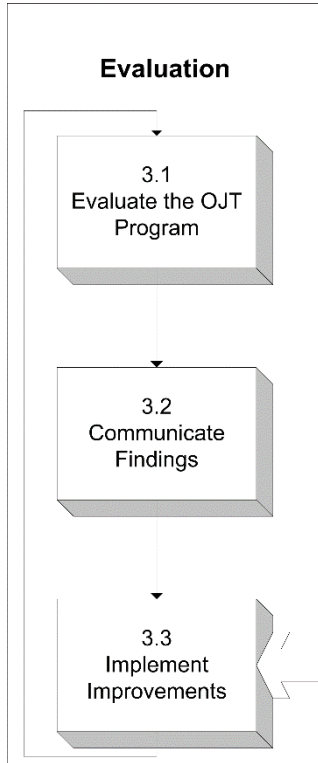 Evaluation
3.1
Evaluate the OJT
Program
3.2
Communicate
Findings
3.3
Implement
Improvements